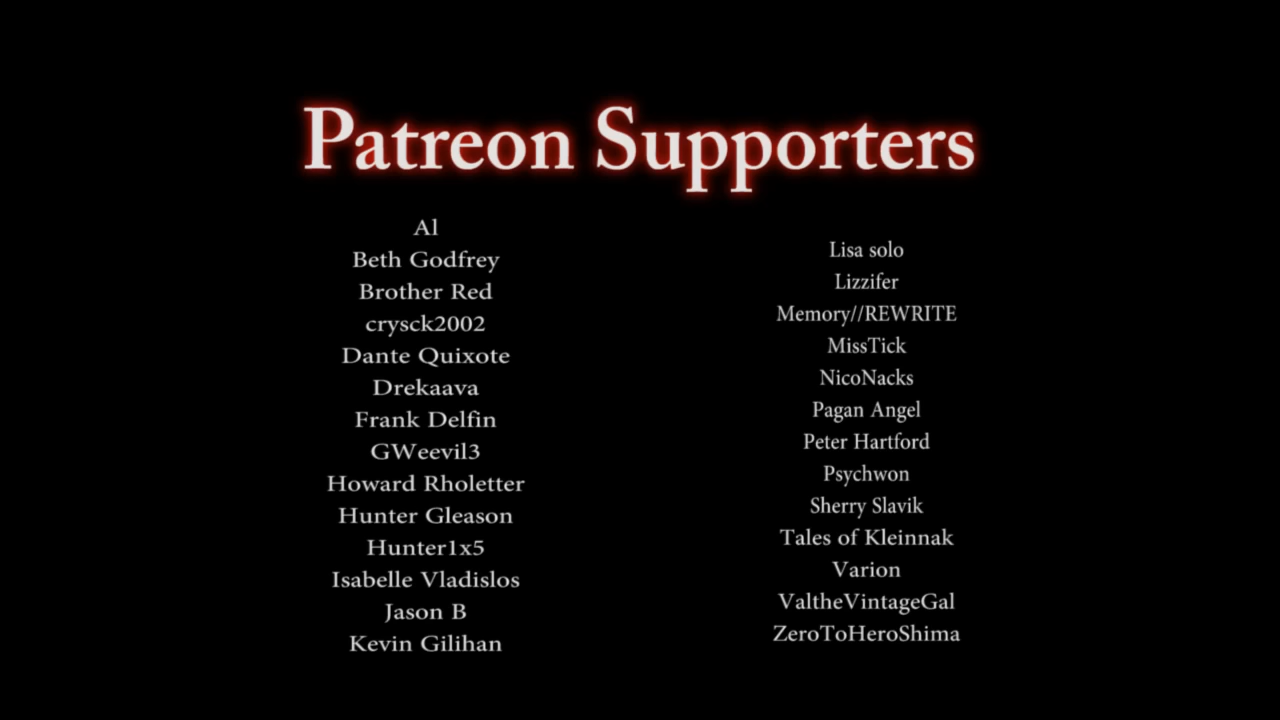 Patreon Supporters
Al
Beth Godfrey
Brother Red
crysck2002
Dante Quixote
Drekaava
Frank Delfin
GWeevil3
Howard Rholetter
Hunter Gleason
Hunter1x5
Isabelle Vladislos
Jason B
Kevin Gilihan
Lisa solo
Lizzifer
Memory//REWRITE
MissTick
NicoNacks
Pagan Angel
Peter Hartford
Psychwon
Sherry Slavik
Tales of Kleinnak
Varion
ValtheVintageGal
ZeroToHeroShima